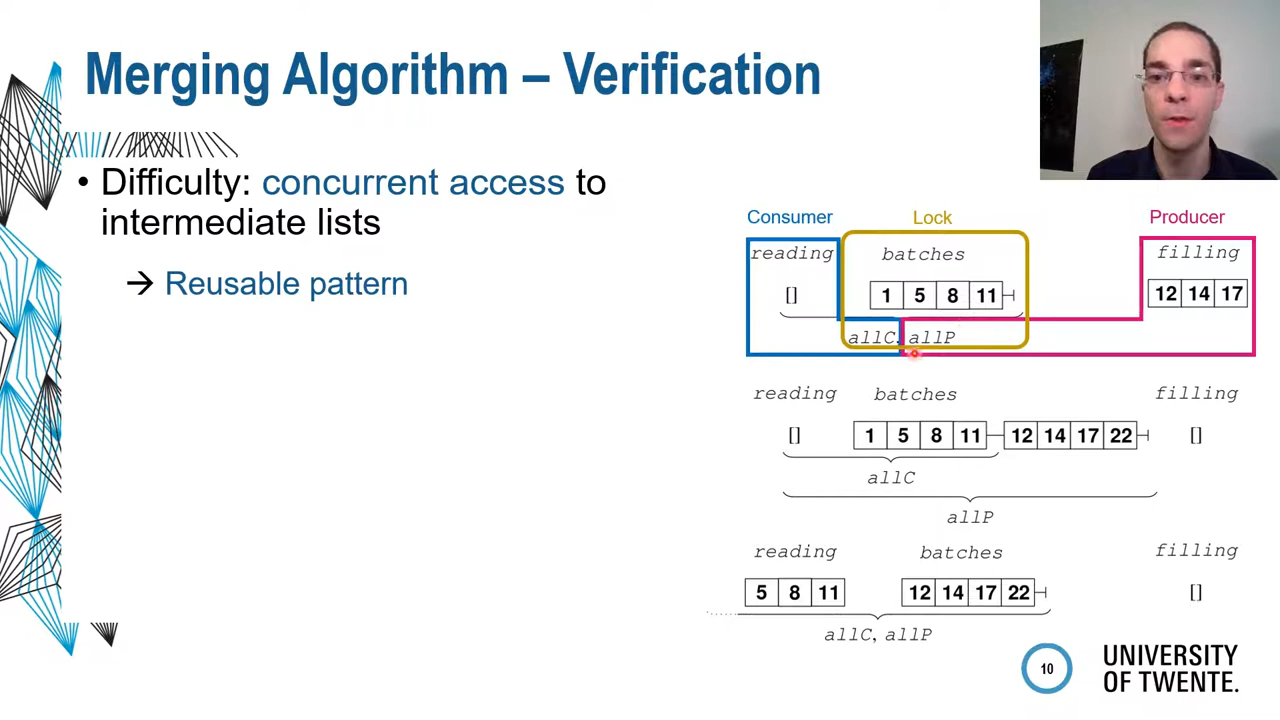 Merging Algorithm – Verification
• Difficulty: concurrent access to
intermediate lists
→ Reusable pattern
Consumer Lock Producer
reading batches filling
[] 1 5 8 11 12 14 17
allC, allP
reading batches filling
[] 1 5 8 11 12 14 17 22 []
allC
allP
reading batches filling
5 8 11 12 14 17 22 []
allC, allP
10
UNIVERSITY
OF TWENTE.